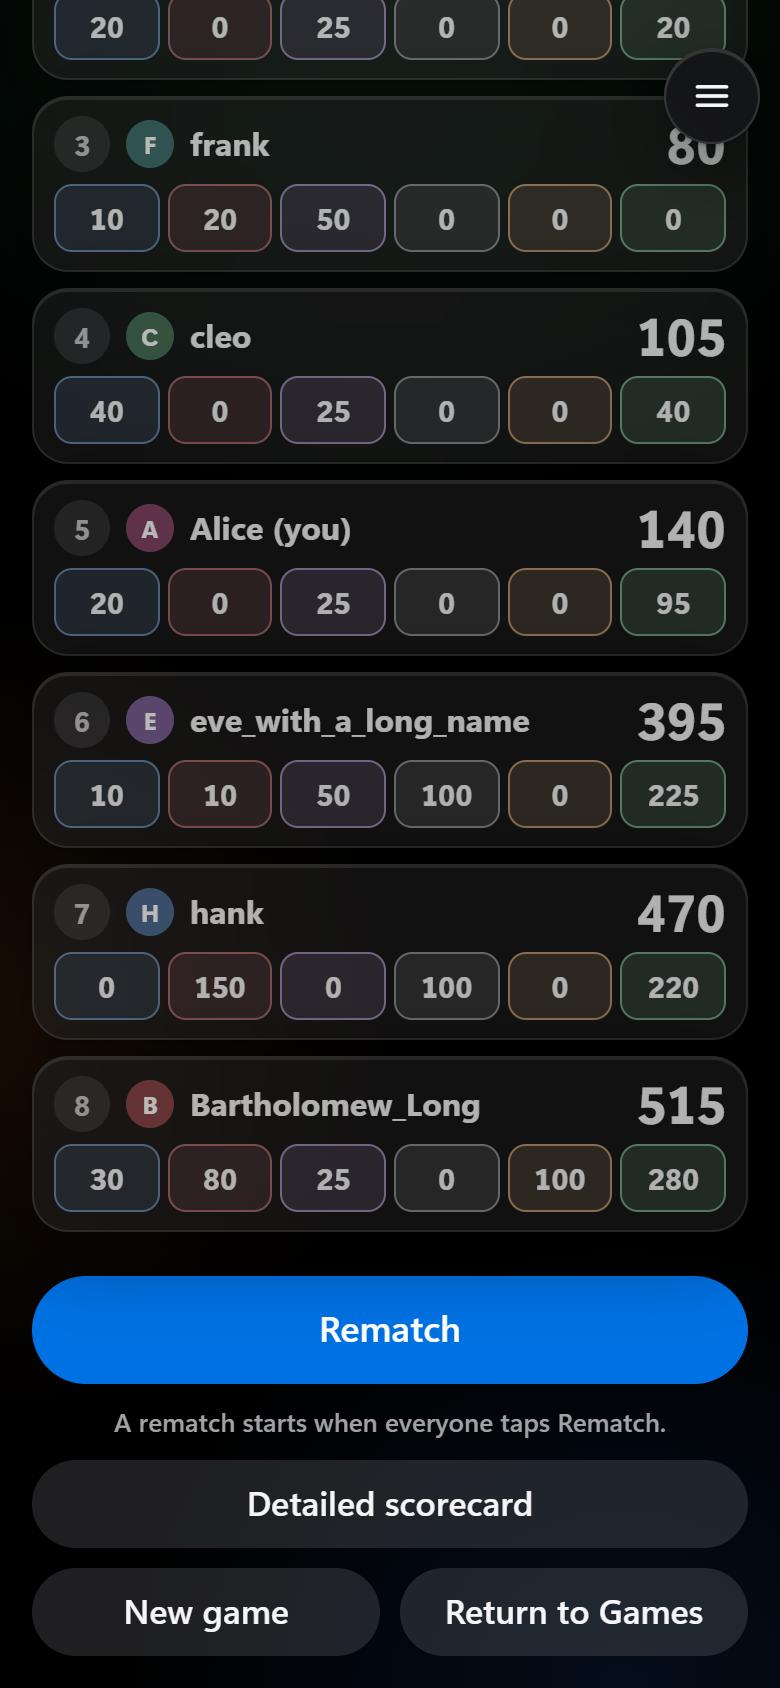 20 0 25 0 0 20
3 F frank 80
10 20 50 0 0 0
4 C cleo 105
40 0 25 0 0 40
5 A Alice (you) 140
20 0 25 0 0 95
6 E eve_with_a_long_name 395
10 10 50 100 0 225
7 H hank 470
0 150 0 100 0 220
8 B Bartholomew_Long 515
30 80 25 0 100 280
Rematch
A rematch starts when everyone taps Rematch.
Detailed scorecard
New game Return to Games